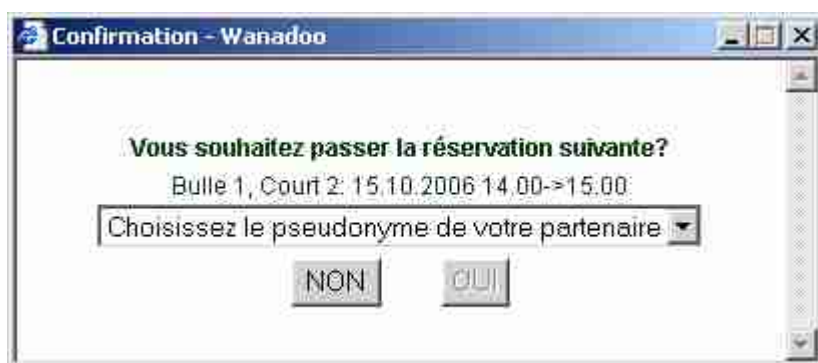 Confirmation - Wanadoo
Vous souhaitez passer la réservation suivante?
Bulle 1, Court 2: 15.10.2006 14.00->15.00
Choisissez le pseudonyme de votre partenaire
NON OUI